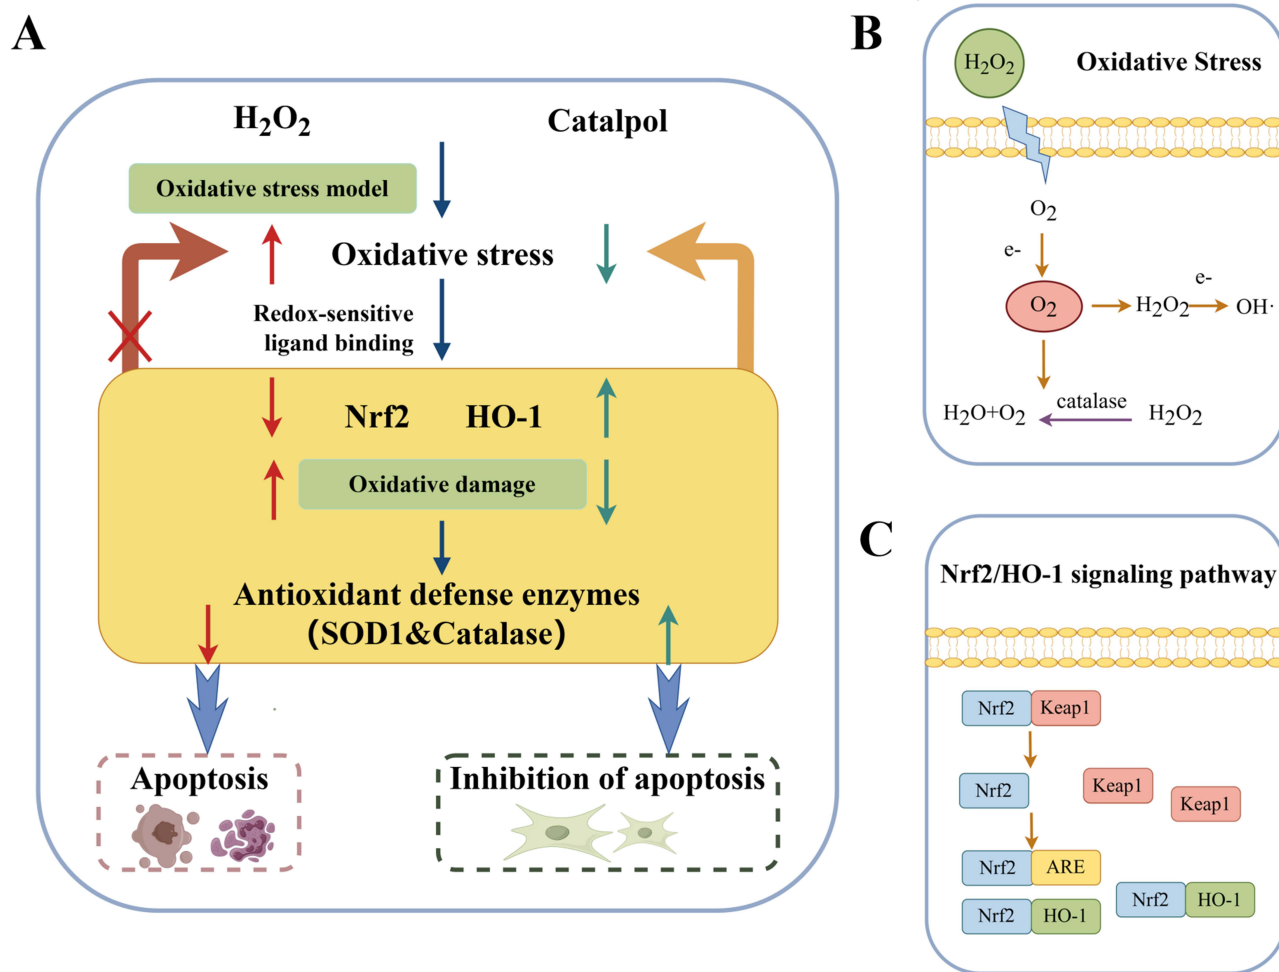 A
H₂O₂
Catalpol
Oxidative stress model
Oxidative stress
Redox-sensitive
ligand binding
Nrf2
HO-1
Oxidative damage
Antioxidant defense enzymes
(SOD1&Catalase)
Apoptosis
Inhibition of apoptosis
B
H₂O₂
Oxidative Stress
O₂
e-
O₂
H₂O₂
e-
OH·
H₂O+O₂
catalase
H₂O₂
C
Nrf2/HO-1 signaling pathway
Nrf2
Keap1
Nrf2
Keap1
Keap1
Nrf2
ARE
Nrf2
HO-1
Nrf2
HO-1